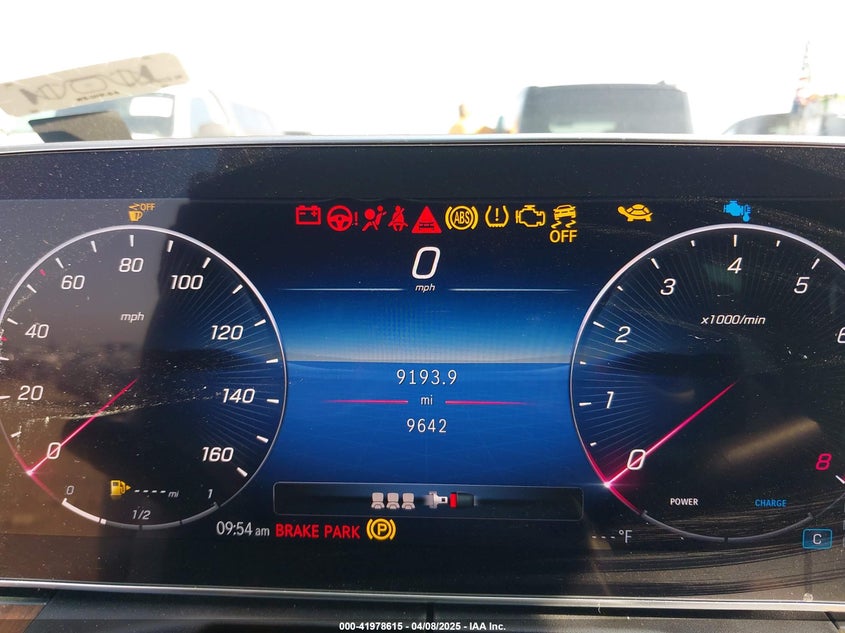 OFF
ABS
OFF
0
mph
0 20 40 60 80 100 120 140 160
mph
0 1 2 3 4 5 6 8
x1000/min
9193.9
mi
9642
---- mi
0 1/2 1
POWER
CHARGE
09:54 am BRAKE PARK P
---°F
C
000-41978615 - 04/08/2025 - IAA Inc.